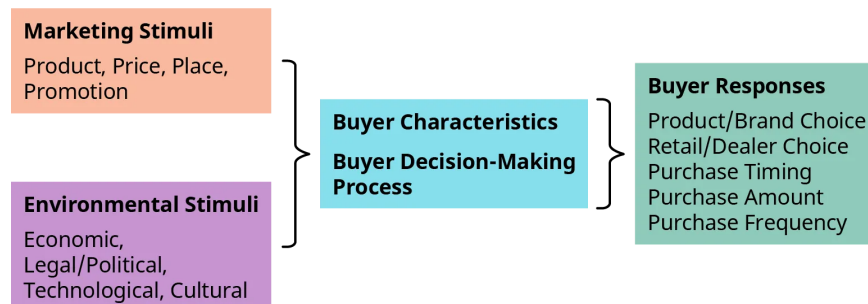 Marketing Stimuli
Product, Price, Place,
Promotion
Environmental Stimuli
Economic,
Legal/Political,
Technological, Cultural
Buyer Characteristics
Buyer Decision-Making
Process
Buyer Responses
Product/Brand Choice
Retail/Dealer Choice
Purchase Timing
Purchase Amount
Purchase Frequency